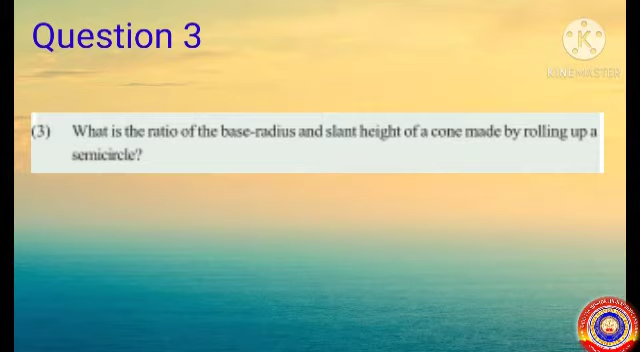 Question 3
K
KINEMASTER
(3) What is the ratio of the base-radius and slant height of a cone made by rolling up a
semicircle?